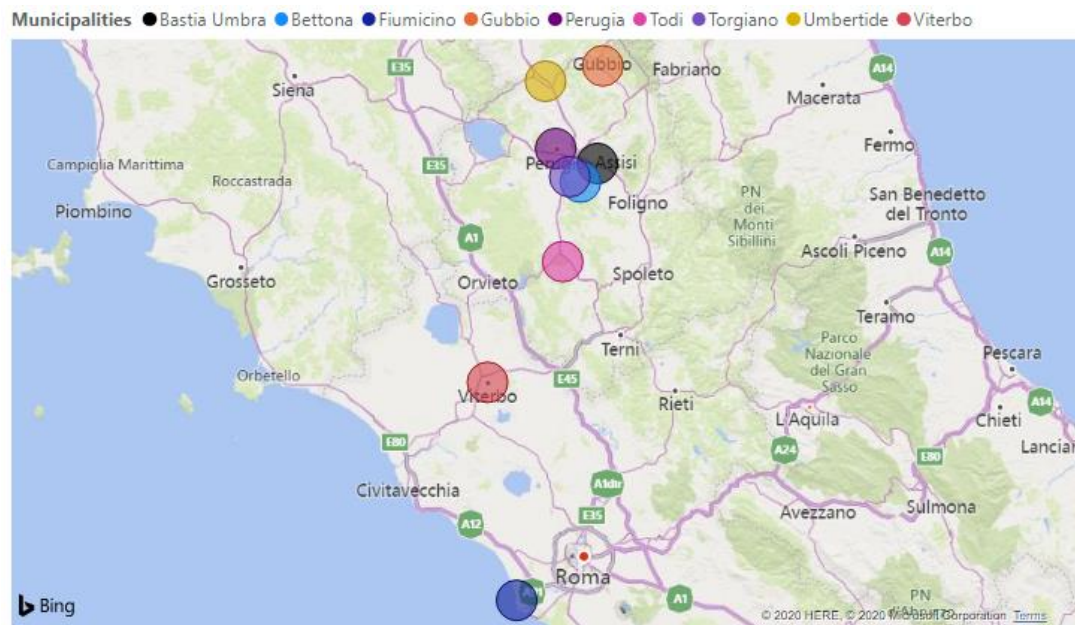 Municipalities Bastia Umbra Bettona Fiumicino Gubbio Perugia Todi Torgiano Umbertide Viterbo
E35
Gubbio
Fabriano
A14
Siena
Macerata
Fermo
Campiglia Marittima
E35
Assisi
Roccastrada
PN
dei
Monti
Sibillini
San Benedetto
del Tronto
Piombino
Foligno
A1
Ascoli Piceno
A14
Grosseto
Orvieto
Spoleto
Teramo
Terni
Parco
Nazionale
del Gran
Sasso
Pescara
Orbetello
E45
Viterbo
Rieti
L'Aquila
Chieti
A14
E80
A24
E80
Lancian
Civitavecchia
A1dir
Sulmona
A12
E35
Avezzano
Roma
A1
PN
d'Abruzzo
Bing
© 2020 HERE, © 2020 Microsoft Corporation Terms